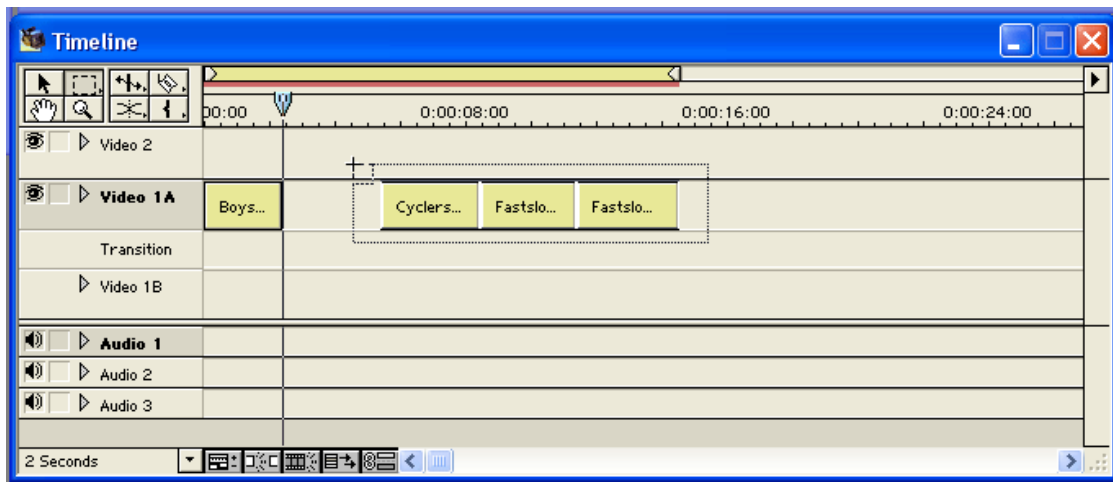 Timeline
00:00 0:00:08:00 0:00:16:00 0:00:24:00
Video 2
Video 1A Boys... Cyclers... Fastslo... Fastslo...
Transition
Video 1B
Audio 1
Audio 2
Audio 3
2 Seconds